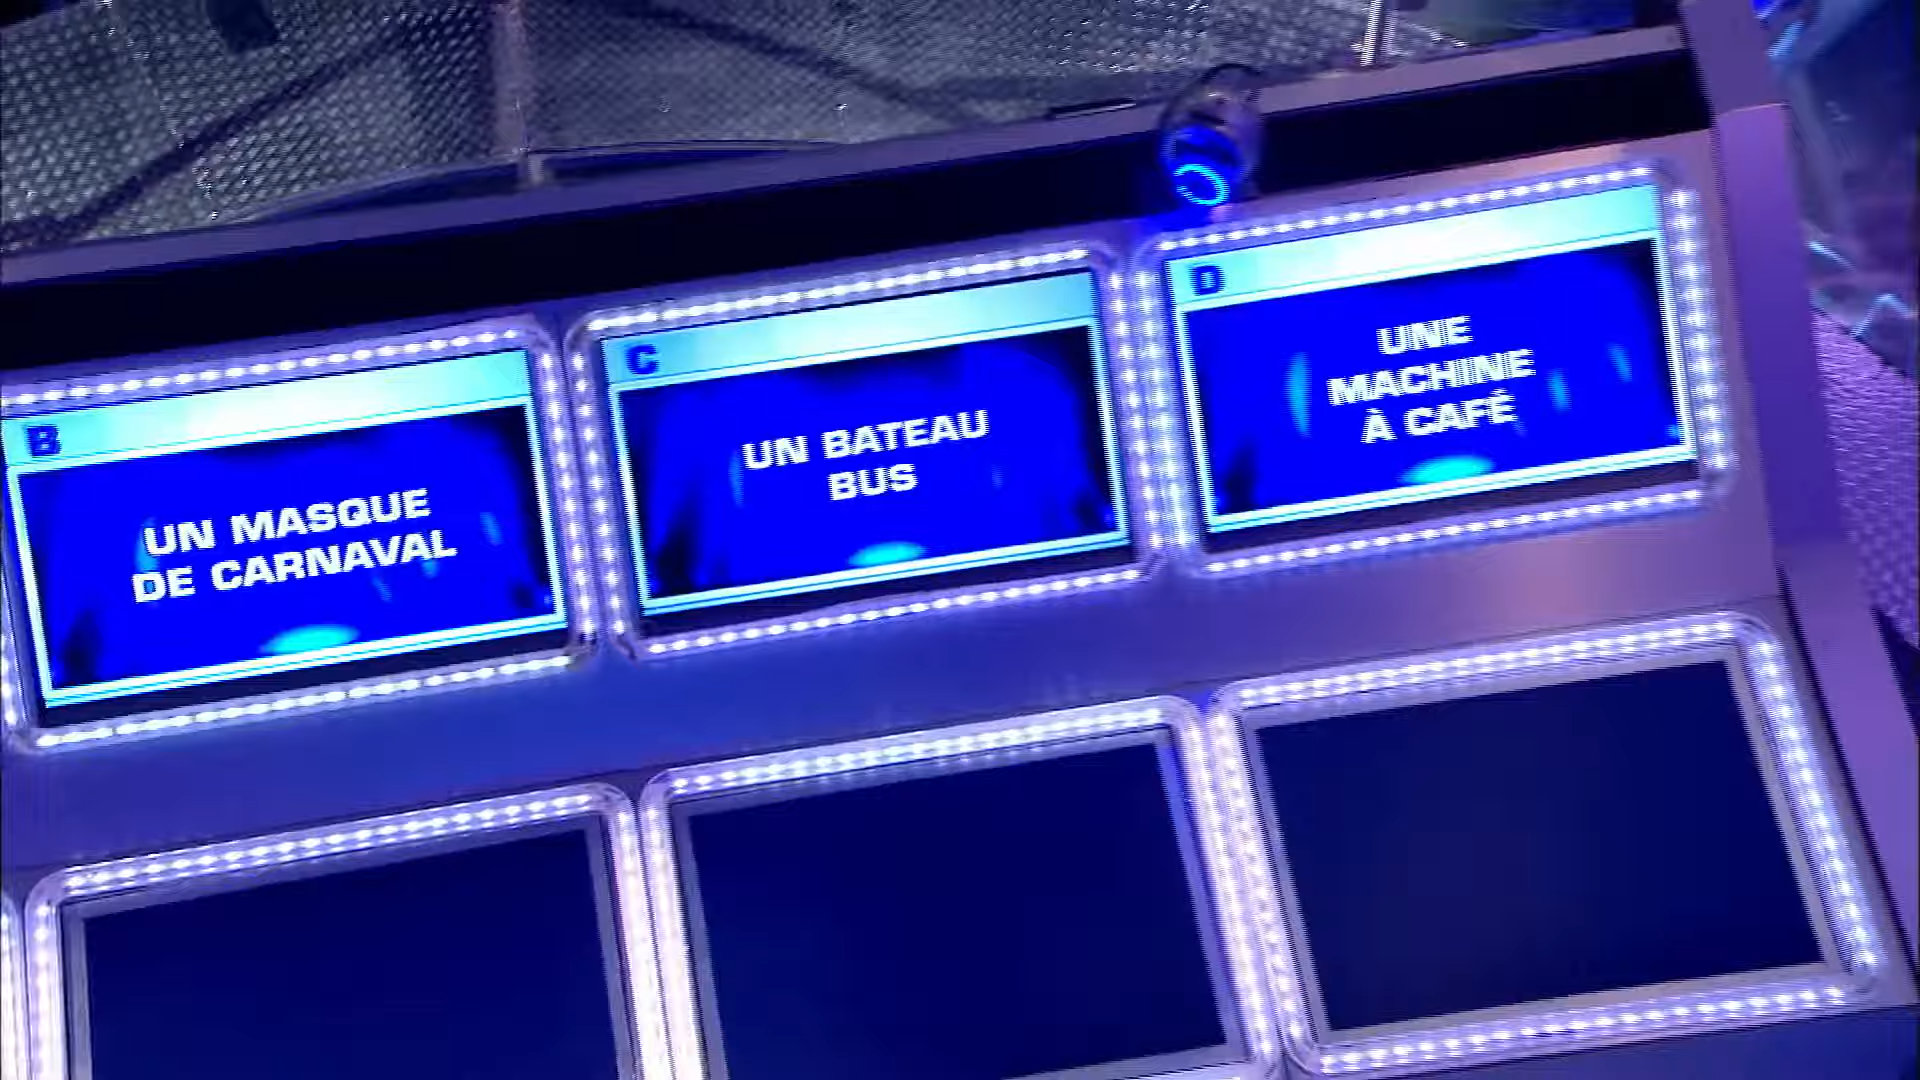 B
UN MASQUE
DE CARNAVAL
C
UN BATEAU
BUS
D
UNE
MACHINE
À CAFÉ